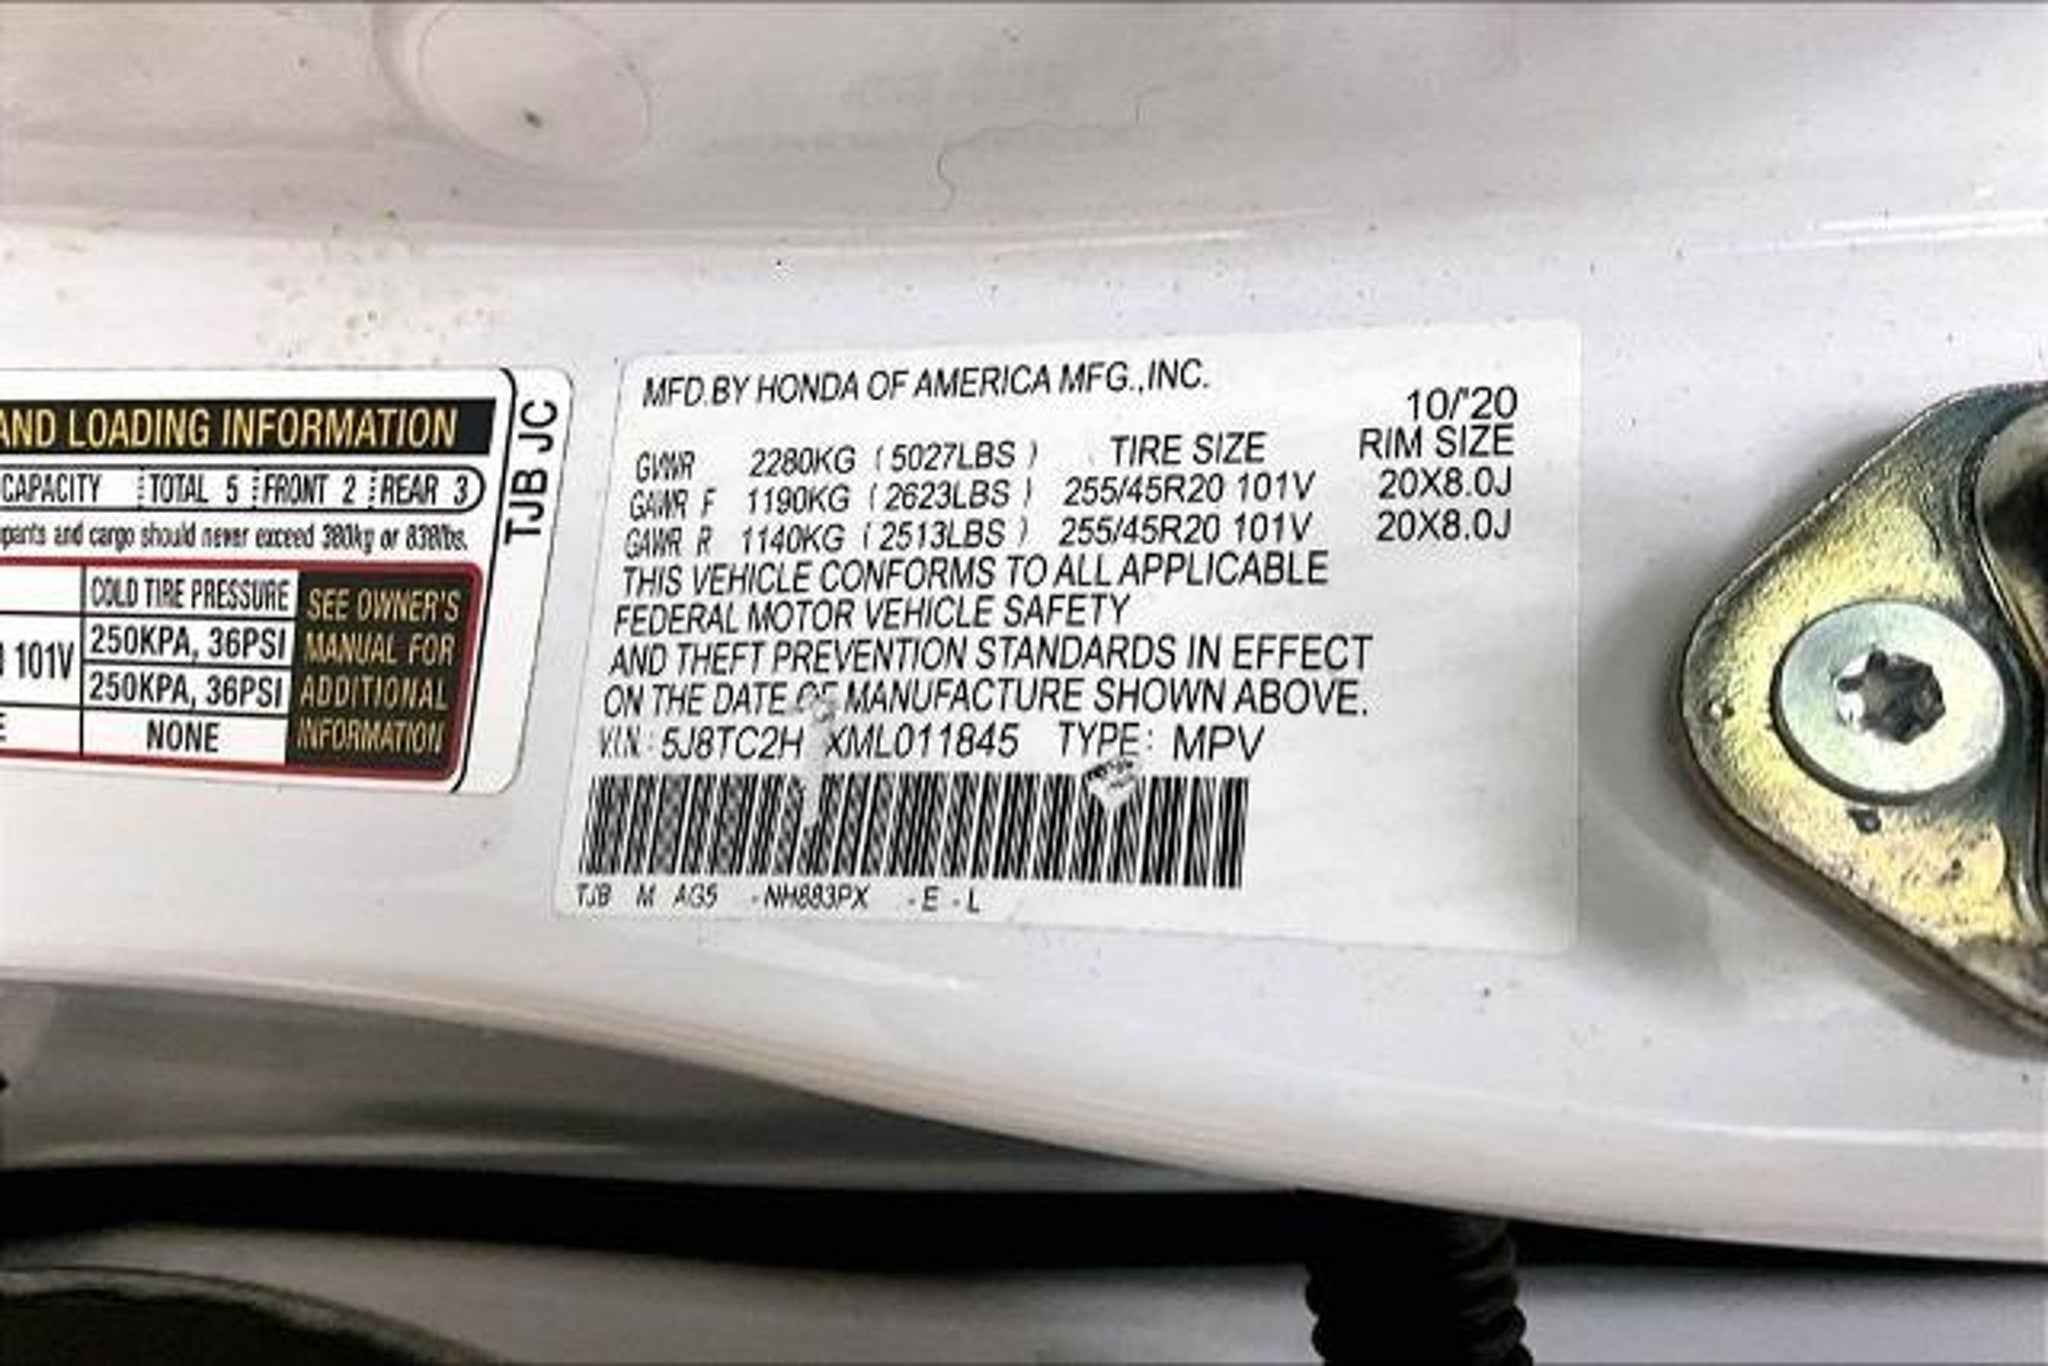 AND LOADING INFORMATION
CAPACITY TOTAL 5 FRONT 2 REAR 3
and cargo should never exceed 380kg or 838lbs.
COLD TIRE PRESSURE
101V 250KPA, 36PSI
250KPA, 36PSI
NONE
SEE OWNER'S
MANUAL FOR
ADDITIONAL
INFORMATION
TJB JC
MFD.BY HONDA OF AMERICA MFG.,INC.
10/'20
GVWR 2280KG (5027LBS) TIRE SIZE RIM SIZE
GAWR F 1190KG (2623LBS) 255/45R20 101V 20X8.0J
GAWR R 1140KG (2513LBS) 255/45R20 101V 20X8.0J
THIS VEHICLE CONFORMS TO ALL APPLICABLE
FEDERAL MOTOR VEHICLE SAFETY
AND THEFT PREVENTION STANDARDS IN EFFECT
ON THE DATE OF MANUFACTURE SHOWN ABOVE.
V.I.N.: 5J8TC2H XML011845 TYPE: MPV
TJB M AG5 -NH883PX -E-L